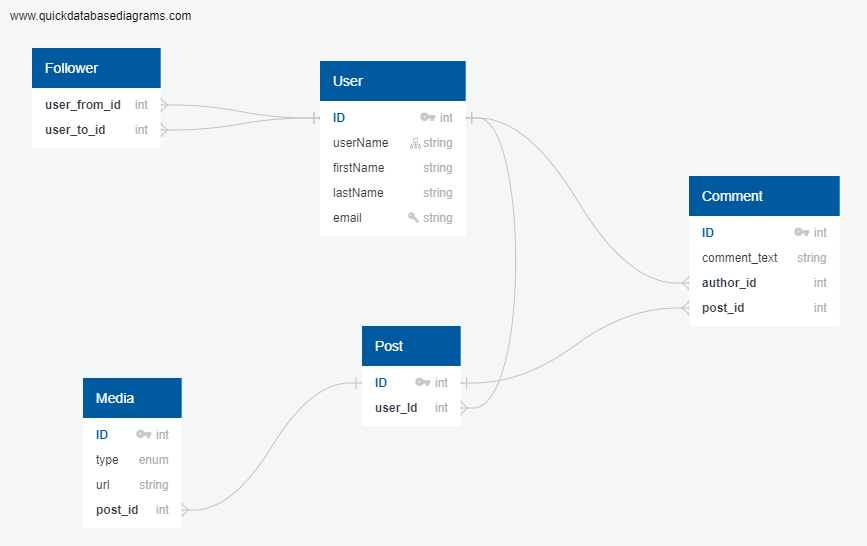 www.quickdatabasediagrams.com
Follower
user_from_id int
user_to_id int
User
ID int
userName string
firstName string
lastName string
email string
Comment
ID int
comment_text string
author_id int
post_id int
Post
ID int
user_Id int
Media
ID int
type enum
url string
post_id int